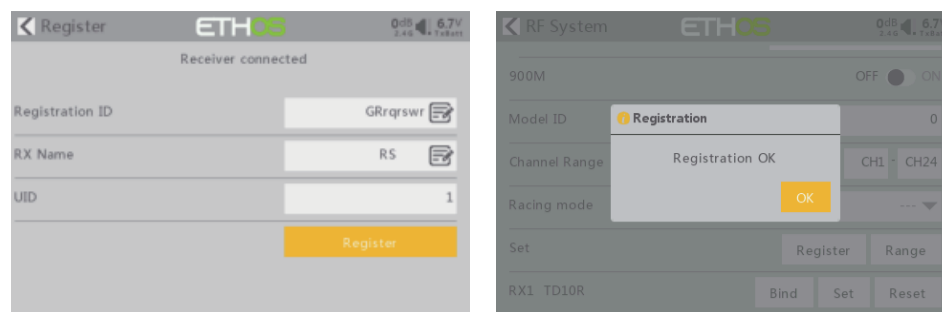 Register
ETHOS
0dB 6.7V
2.4G TxBatt
Receiver connected
Registration ID GRrqrswr
RX Name RS
UID 1
Register
RF System
ETHOS
0dB 6.7
2.4G TxBatt
900M OFF ON
Model ID 0
Channel Range CH1 - CH24
Racing mode ---
Set Register Range
RX1 TD10R Bind Set Reset
Registration
Registration OK
OK